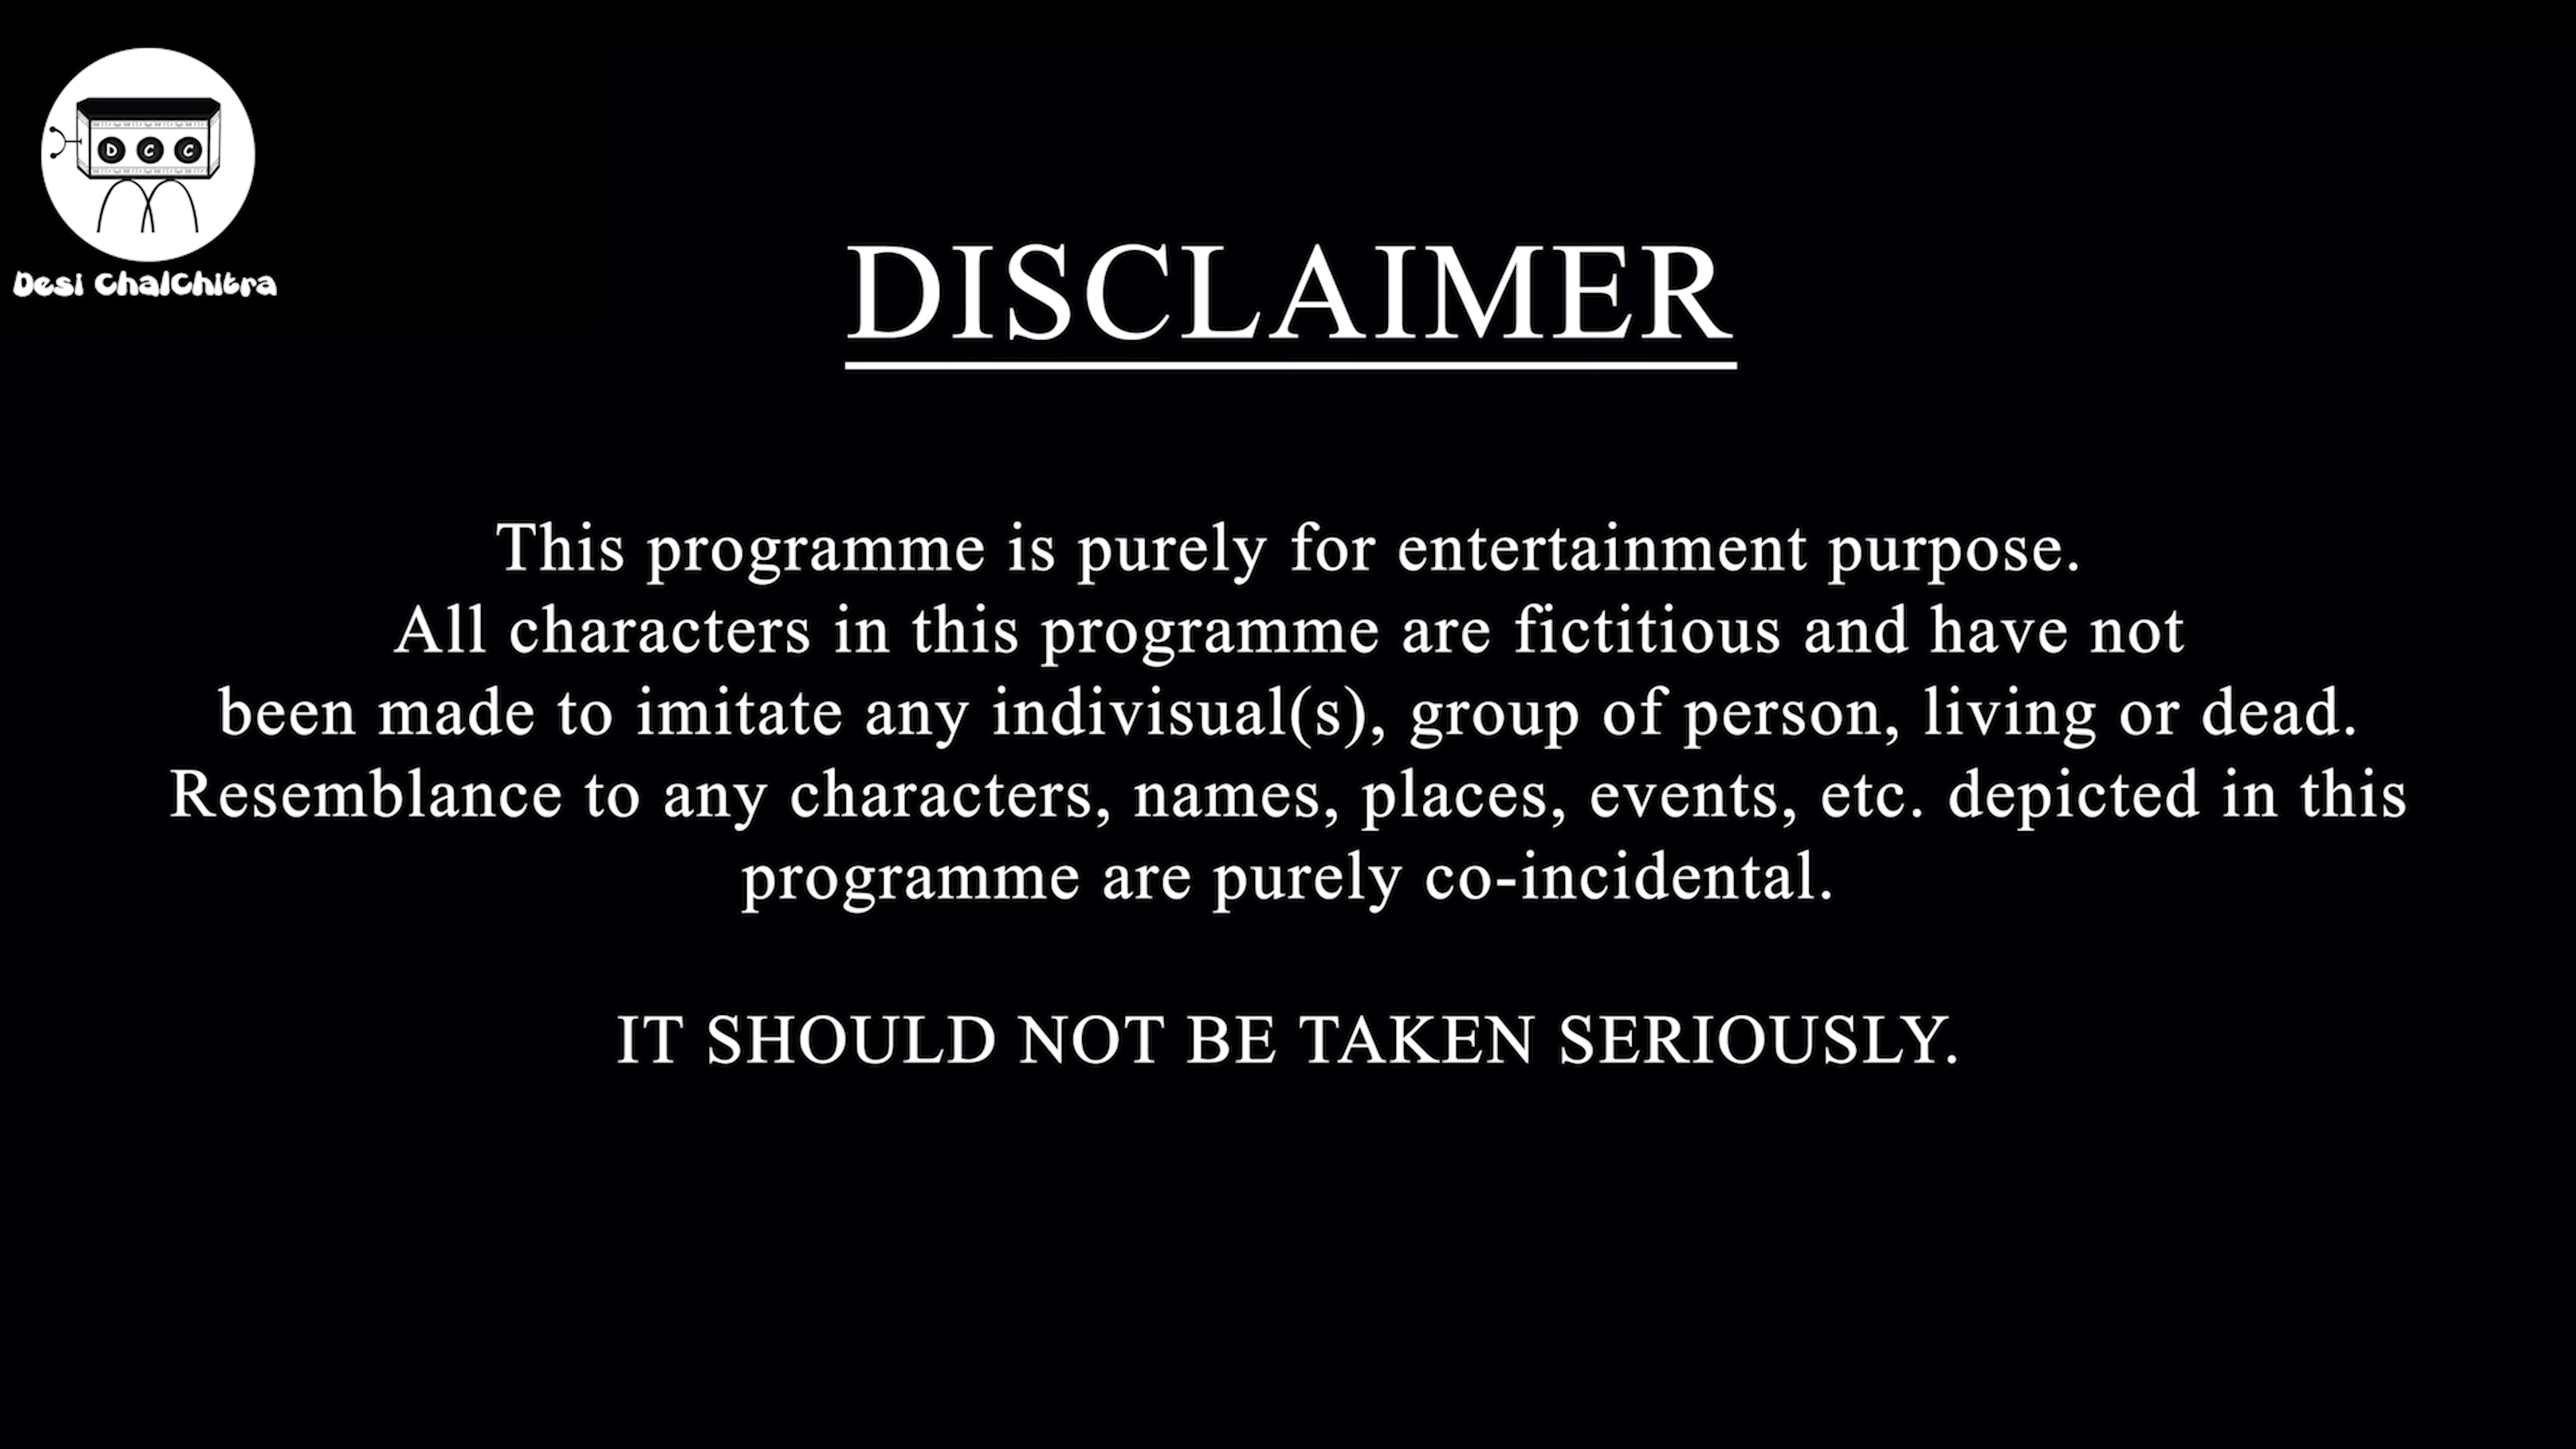 D C C
Desi ChalChitra
DISCLAIMER
This programme is purely for entertainment purpose.
All characters in this programme are fictitious and have not
been made to imitate any indivisual(s), group of person, living or dead.
Resemblance to any characters, names, places, events, etc. depicted in this
programme are purely co-incidental.
IT SHOULD NOT BE TAKEN SERIOUSLY.